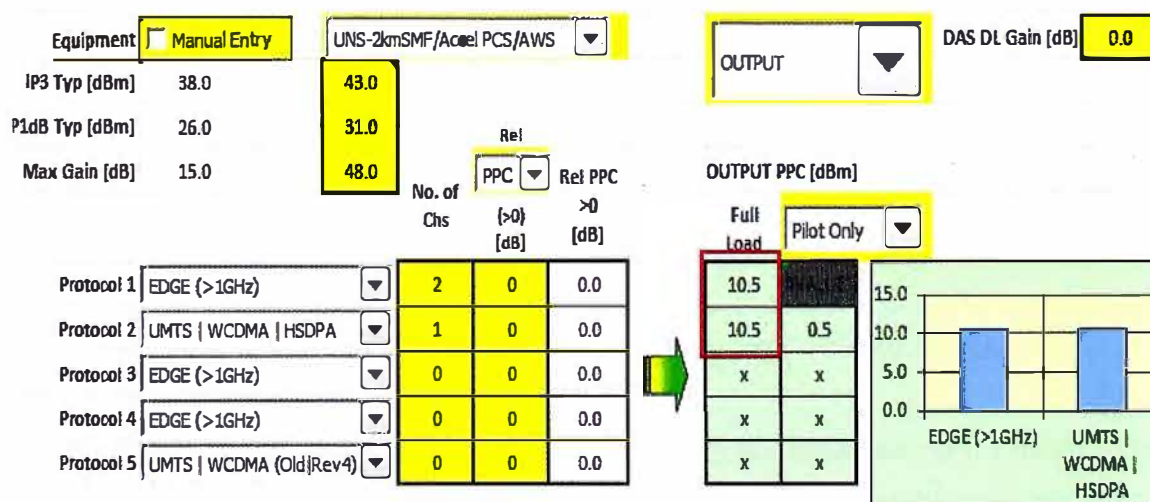 Equipment Manual Entry UNS-2kmSMF/Accel PCS/AWS OUTPUT DAS DL Gain [dB] 0.0
IP3 Typ [dBm] 38.0 43.0
P1dB Typ [dBm] 26.0 31.0
Max Gain [dB] 15.0 48.0
Rel
PPC
(>0)
[dB]
No. of
Chs
Rel PPC
>0
[dB]
OUTPUT PPC [dBm]
Full
Load
Pilot Only
Protocol 1 EDGE (>1GHz) 2 0 0.0 10.5
Protocol 2 UMTS | WCDMA | HSDPA 1 0 0.0 10.5 0.5
Protocol 3 EDGE (>1GHz) 0 0 0.0 x x
Protocol 4 EDGE (>1GHz) 0 0 0.0 x x
Protocol 5 UMTS | WCDMA (Old|Rev4) 0 0 0.0 x x
15.0
10.0
5.0
0.0
EDGE (>1GHz)
UMTS |
WCDMA |
HSDPA